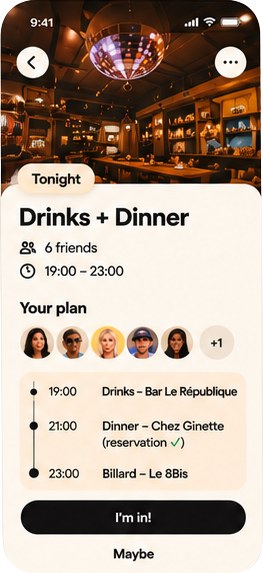 9:41
Tonight
Drinks + Dinner
6 friends
19:00 – 23:00
Your plan
+1
19:00 Drinks – Bar Le République
21:00 Dinner – Chez Ginette
(reservation ✓)
23:00 Billard – Le 8Bis
I'm in!
Maybe